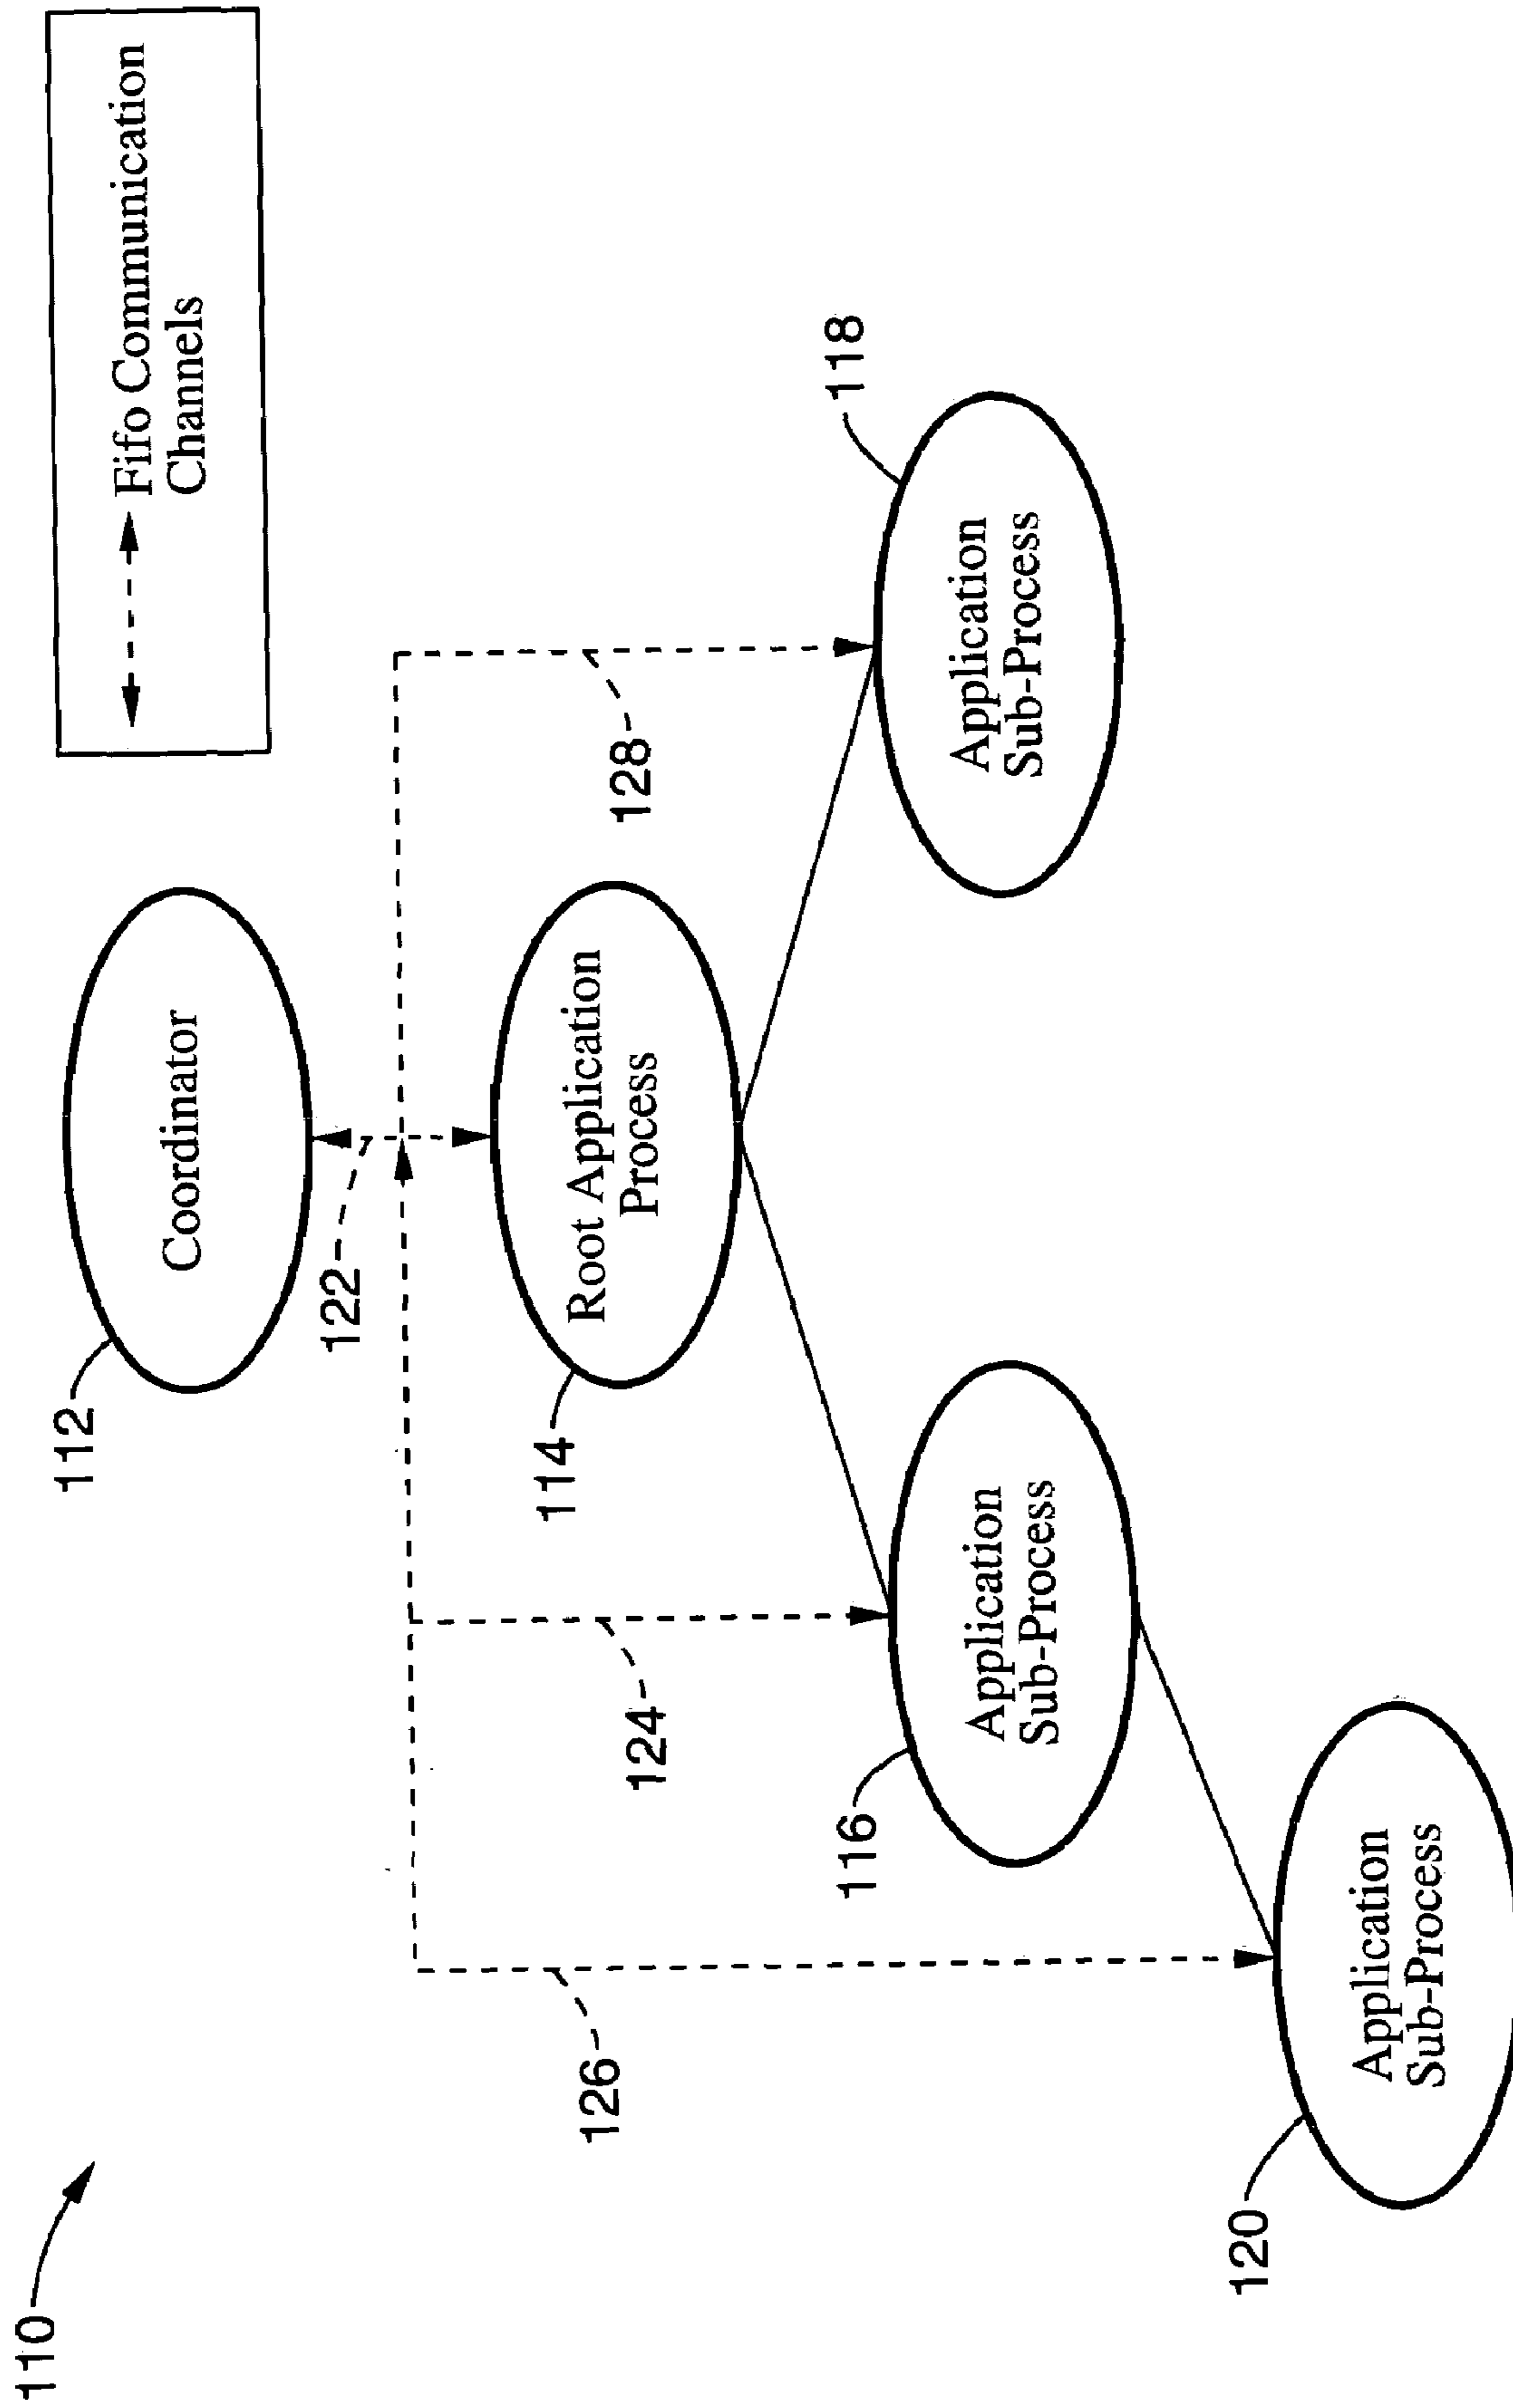 110
Fifo Communication
Channels
112
Coordinator
122
114
Root Application
Process
128
118
124
126
116
Application
Sub-Process
Application
Sub-Process
120
Application
Sub-Process